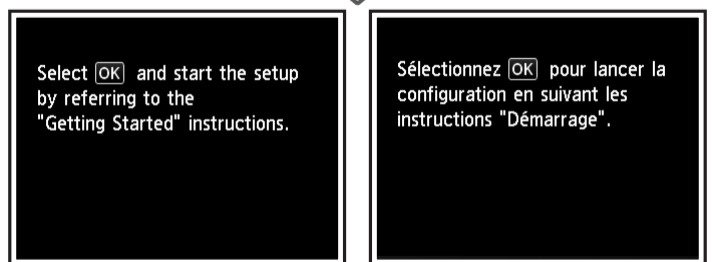 Select OK and start the setup
by referring to the
"Getting Started" instructions.
Sélectionnez OK pour lancer la
configuration en suivant les
instructions "Démarrage".